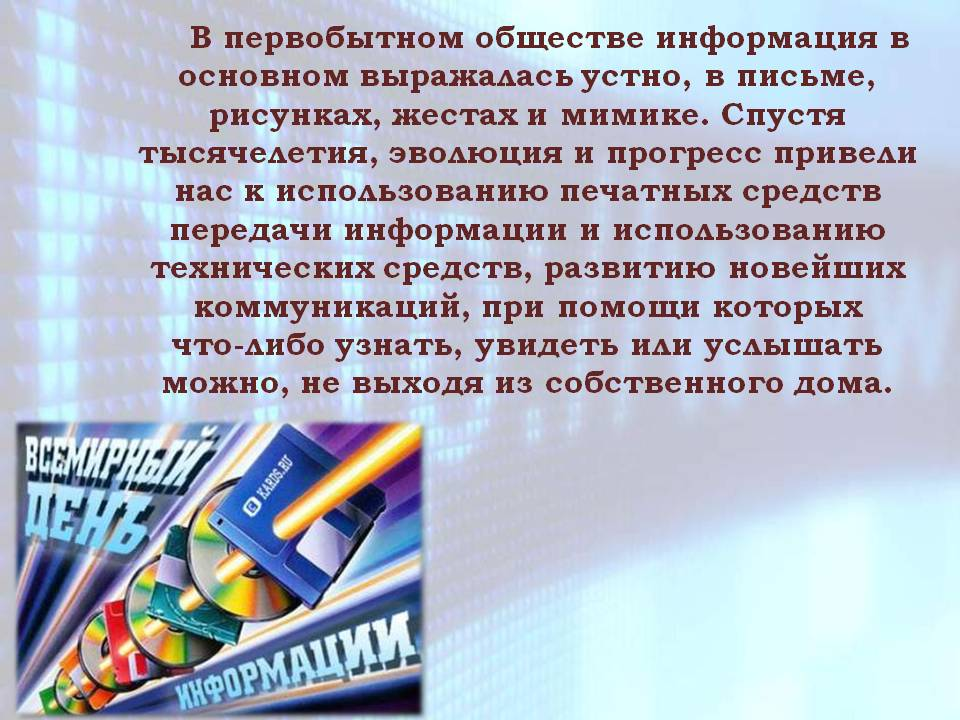 В первобытном обществе информация в
основном выражалась устно, в письме,
рисунках, жестах и мимике. Спустя
тысячелетия, эволюция и прогресс привели
нас к использованию печатных средств
передачи информации и использованию
технических средств, развитию новейших
коммуникаций, при помощи которых
что-либо узнать, увидеть или услышать
можно, не выходя из собственного дома.
ВСЕМИРНЫЙ
ДЕНЬ
KARDS.RU
ИНФОРМАЦИИ